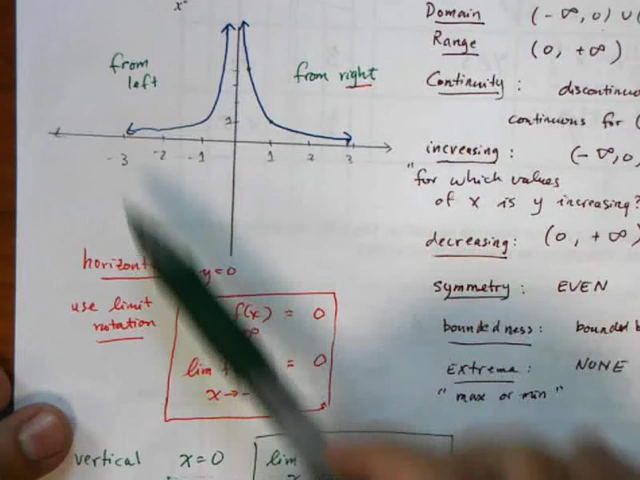 x²
from
left
from right
1
-3 -2 -1 1 2 3
horizont y=0
use limit
notation
f(x) = 0
∞
lim = 0
x→-
vertical x=0 lim
Domain (-∞,0) ∪
Range (0, +∞)
Continuity: discontinuo
continuous for (
increasing: (-∞,0
"for which values
of x is y increasing?
decreasing: (0, +∞
symmetry: EVEN
boundedness: bounded b
Extrema: NONE
"max or min"